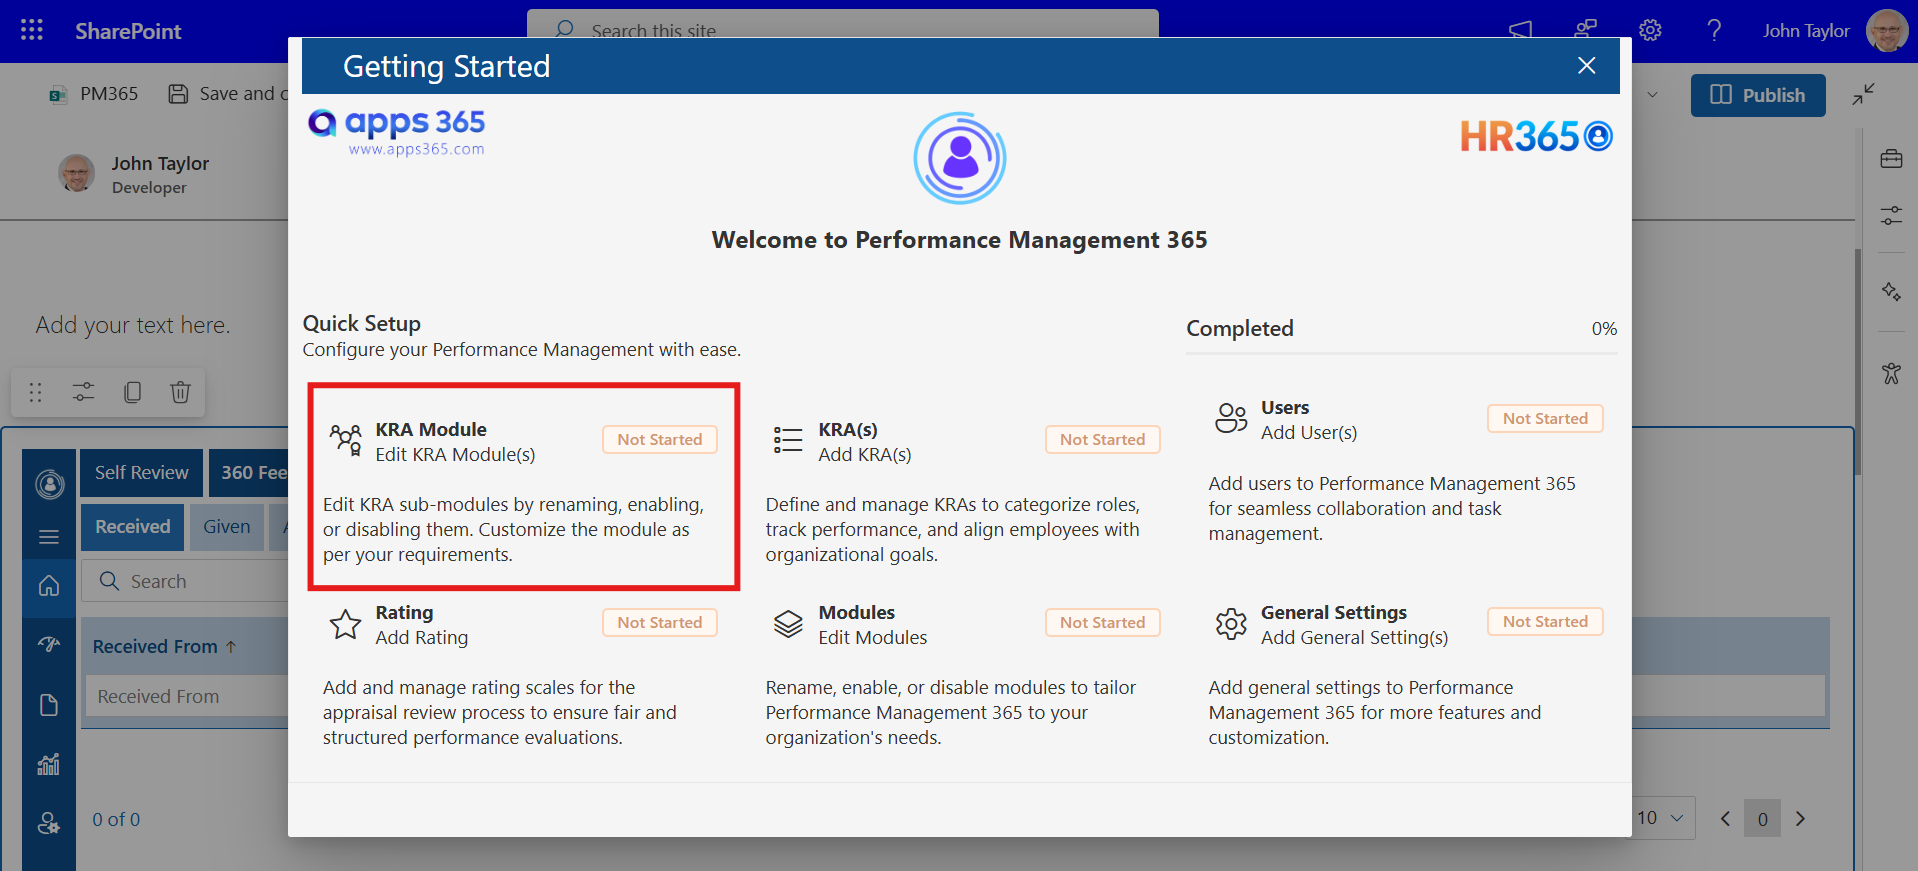 SharePoint
Search this site
John Taylor
PM365
Save and c
Publish
Getting Started
apps 365
www.apps365.com
HR365
John Taylor
Developer
Welcome to Performance Management 365
Add your text here.
Quick Setup
Configure your Performance Management with ease.
Completed
0%
KRA Module
Edit KRA Module(s)
Not Started
Edit KRA sub-modules by renaming, enabling,
or disabling them. Customize the module as
per your requirements.
KRA(s)
Add KRA(s)
Not Started
Define and manage KRAs to categorize roles,
track performance, and align employees with
organizational goals.
Users
Add User(s)
Not Started
Add users to Performance Management 365
for seamless collaboration and task
management.
Rating
Add Rating
Not Started
Add and manage rating scales for the
appraisal review process to ensure fair and
structured performance evaluations.
Modules
Edit Modules
Not Started
Rename, enable, or disable modules to tailor
Performance Management 365 to your
organization's needs.
General Settings
Add General Setting(s)
Not Started
Add general settings to Performance
Management 365 for more features and
customization.
Self Review
360 Fee
Received
Given
Search
Received From ↑
Received From
0 of 0
10
0